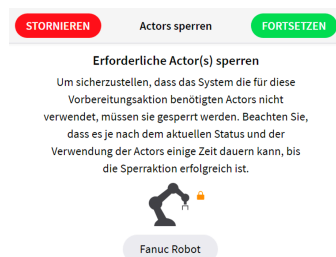 STORNIEREN Actors sperren FORTSETZEN
Erforderliche Actor(s) sperren
Um sicherzustellen, dass das System die für diese
Vorbereitungsaktion benötigten Actors nicht
verwendet, müssen sie gesperrt werden. Beachten Sie,
dass es je nach dem aktuellen Status und der
Verwendung der Actors einige Zeit dauern kann, bis
die Sperraktion erfolgreich ist.
Fanuc Robot